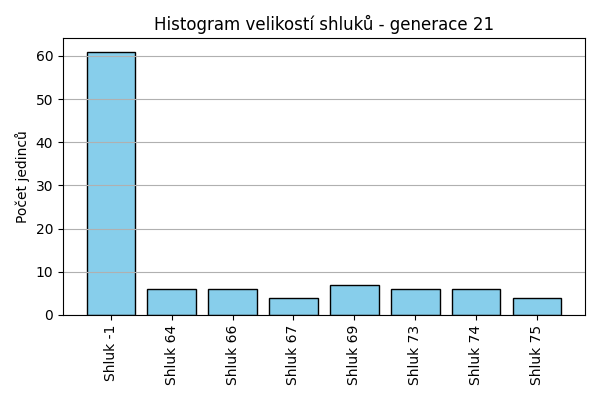 Histogram velikostí shluků - generace 21
Počet jedinců
60
50
40
30
20
10
0
Shluk -1
Shluk 64
Shluk 66
Shluk 67
Shluk 69
Shluk 73
Shluk 74
Shluk 75